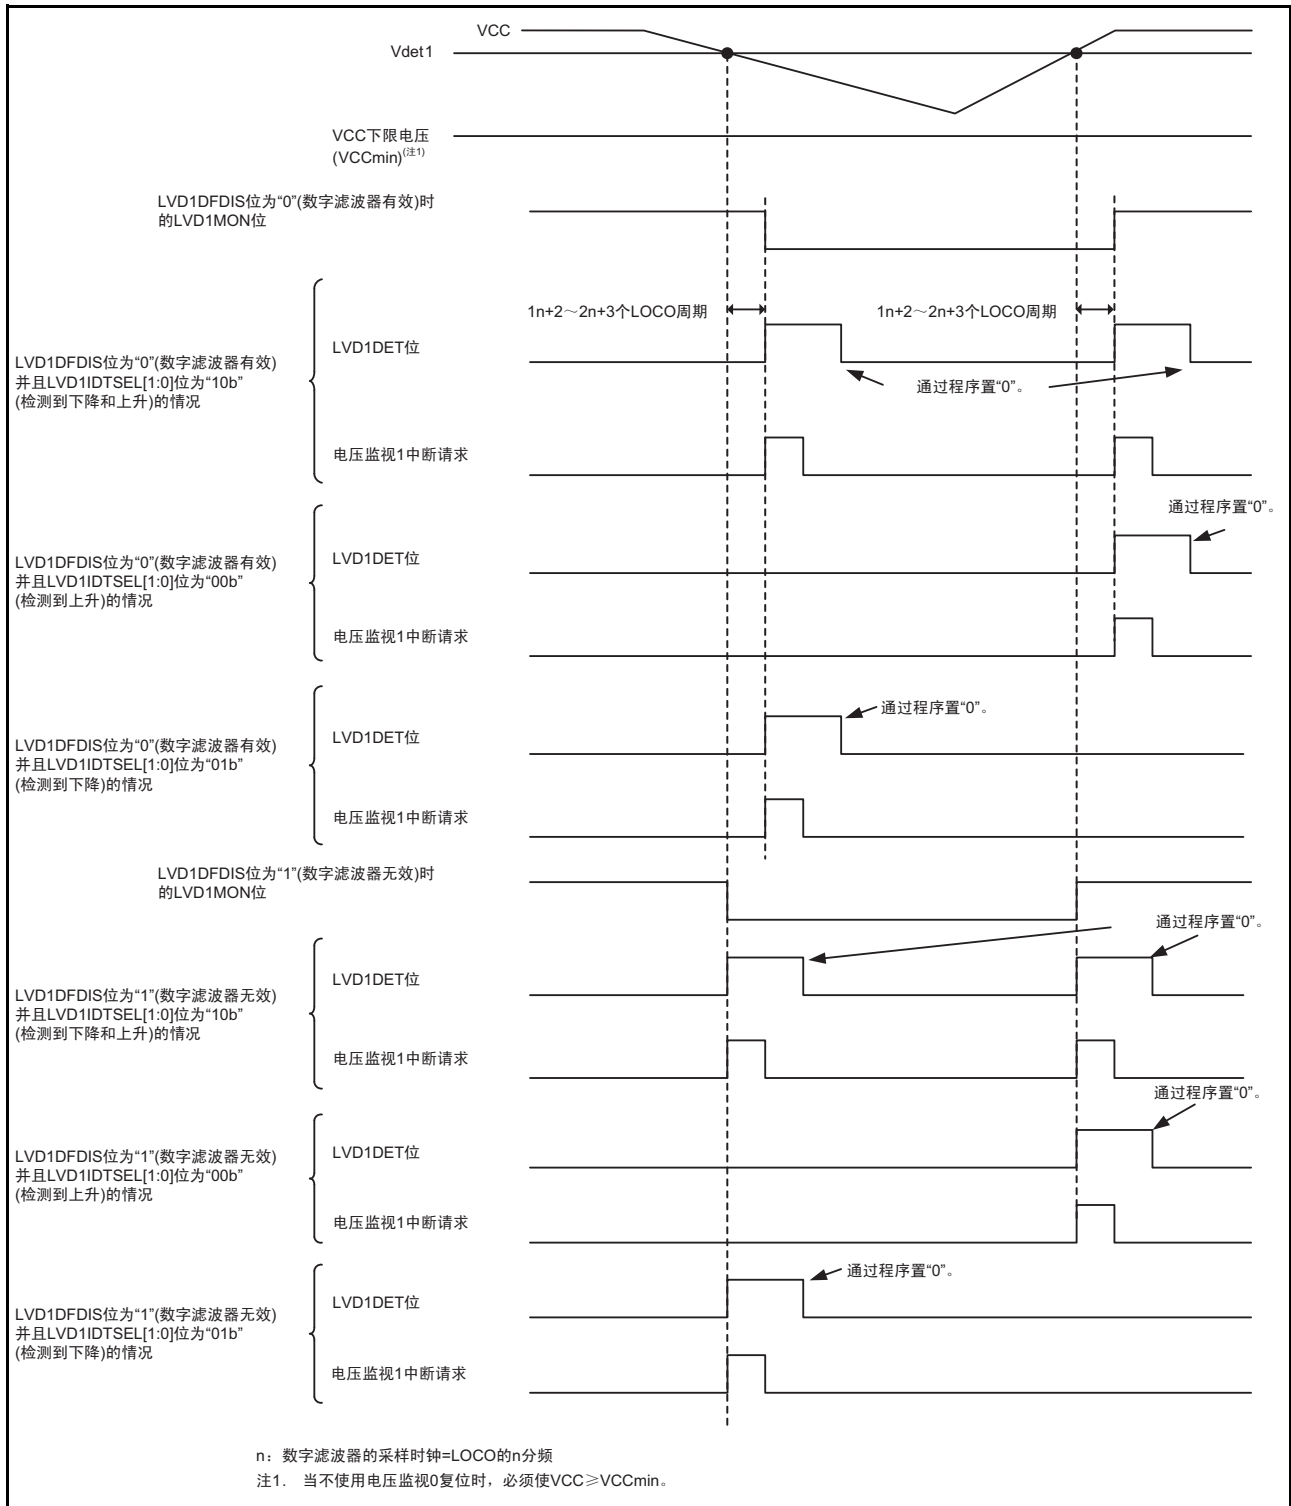 VCC
Vdet1
VCC下限电压
(VCCmin)(注1)
LVD1DFDIS位为“0”(数字滤波器有效)时
的LVD1MON位
1n+2～2n+3个LOCO周期
1n+2～2n+3个LOCO周期
LVD1DET位
LVD1DFDIS位为“0”(数字滤波器有效)
并且LVD1IDTSEL[1:0]位为“10b”
(检测到下降和上升)的情况
通过程序置“0”。
电压监视1中断请求
通过程序置“0”。
LVD1DET位
LVD1DFDIS位为“0”(数字滤波器有效)
并且LVD1IDTSEL[1:0]位为“00b”
(检测到上升)的情况
电压监视1中断请求
通过程序置“0”。
LVD1DET位
LVD1DFDIS位为“0”(数字滤波器有效)
并且LVD1IDTSEL[1:0]位为“01b”
(检测到下降)的情况
电压监视1中断请求
LVD1DFDIS位为“1”(数字滤波器无效)时
的LVD1MON位
通过程序置“0”。
LVD1DET位
LVD1DFDIS位为“1”(数字滤波器无效)
并且LVD1IDTSEL[1:0]位为“10b”
(检测到下降和上升)的情况
电压监视1中断请求
通过程序置“0”。
LVD1DET位
LVD1DFDIS位为“1”(数字滤波器无效)
并且LVD1IDTSEL[1:0]位为“00b”
(检测到上升)的情况
电压监视1中断请求
通过程序置“0”。
LVD1DET位
LVD1DFDIS位为“1”(数字滤波器无效)
并且LVD1IDTSEL[1:0]位为“01b”
(检测到下降)的情况
电压监视1中断请求
n：数字滤波器的采样时钟=LOCO的n分频
注1. 当不使用电压监视0复位时，必须使VCC≥VCCmin。